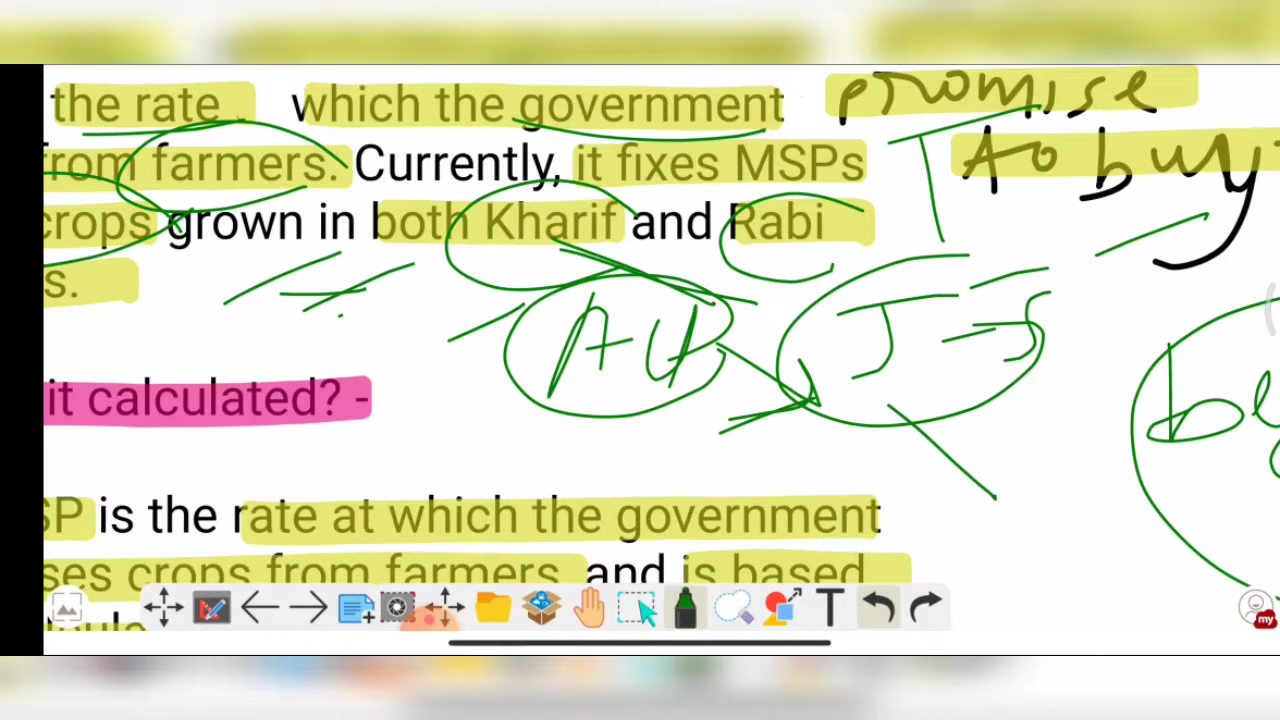 the rate which the government
promise
from farmers. Currently, it fixes MSPs
to buy
crops grown in both Kharif and Rabi
s.
J - S
it calculated? -
SP is the rate at which the government
ses crops from farmers and is based
T
my